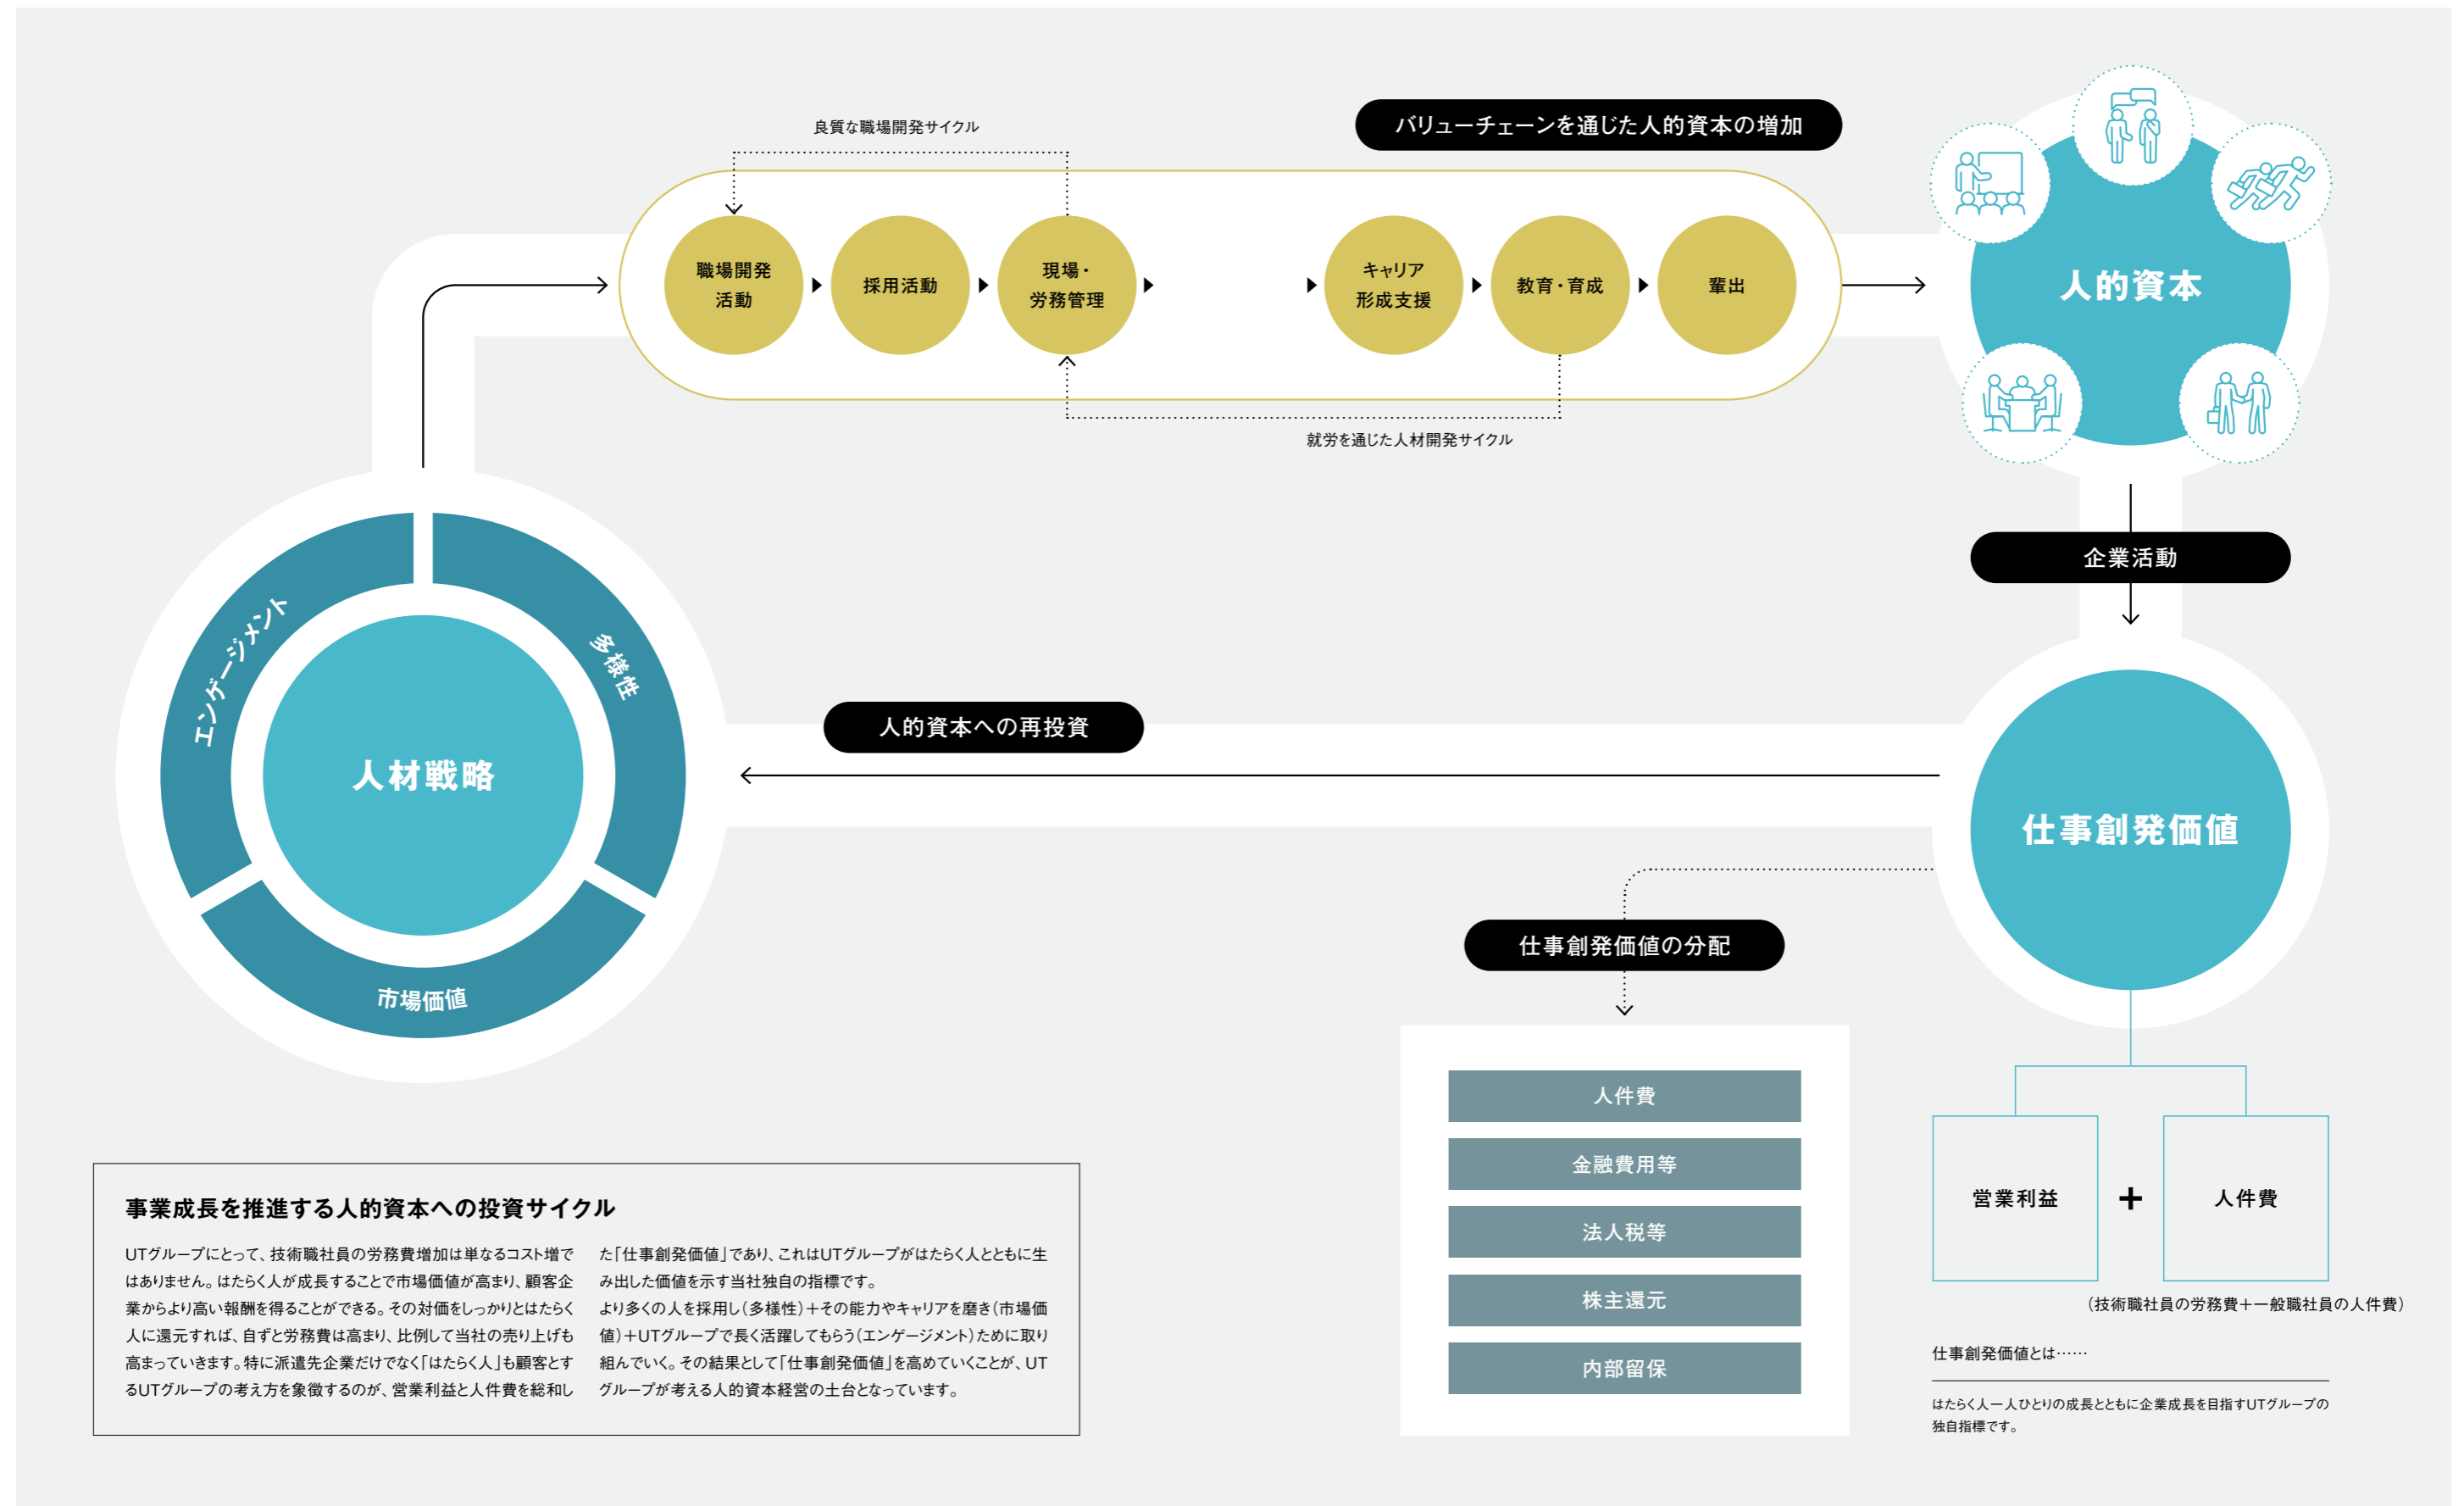 良質な職場開発サイクル
バリューチェーンを通じた人的資本の増加
職場開発
活動
採用活動
現場・
労務管理
キャリア
形成支援
教育・育成
輩出
就労を通じた人材開発サイクル
人的資本
企業活動
エンゲージメント
多様性
市場価値
人材戦略
人的資本への再投資
仕事創発価値
仕事創発価値の分配
人件費
金融費用等
法人税等
株主還元
内部留保
営業利益
+
人件費
（技術職社員の労務費＋一般職社員の人件費）
仕事創発価値とは……
はたらく人一人ひとりの成長とともに企業成長を目指すUTグループの
独自指標です。
事業成長を推進する人的資本への投資サイクル
UTグループにとって、技術職社員の労務費増加は単なるコスト増で
はありません。はたらく人が成長することで市場価値が高まり、顧客企
業からより高い報酬を得ることができる。その対価をしっかりとはたらく
人に還元すれば、自ずと労務費は高まり、比例して当社の売り上げも
高まっていきます。特に派遣先企業だけでなく「はたらく人」も顧客とす
るUTグループの考え方を象徴するのが、営業利益と人件費を総和し
た「仕事創発価値」であり、これはUTグループがはたらく人とともに生
み出した価値を示す当社独自の指標です。
より多くの人を採用し（多様性）＋その能力やキャリアを磨き（市場価
値）＋UTグループで長く活躍してもらう（エンゲージメント）ために取り
組んでいく。その結果として「仕事創発価値」を高めていくことが、UT
グループが考える人的資本経営の土台となっています。